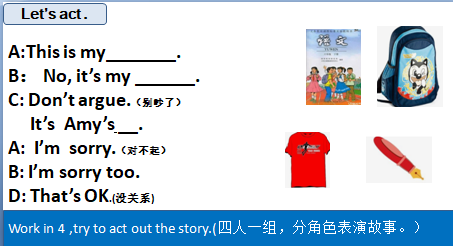 Let's act.
A:This is my_______.
B： No, it's my ______.
C: Don't argue.（别吵了）
It's Amy's__.
A: I'm sorry.（对不起）
B: I'm sorry too.
D: That's OK.(没关系)
语文
Work in 4 ,try to act out the story.(四人一组，分角色表演故事。）